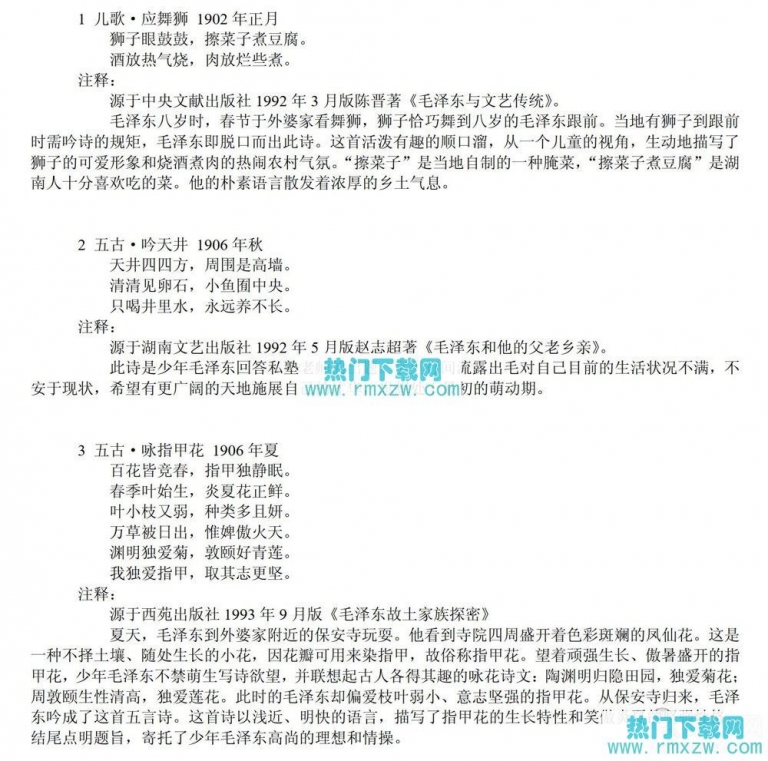 1 儿歌·应舞狮 1902 年正月
狮子眼鼓鼓，擦菜子煮豆腐。
酒放热气烧，肉放烂些煮。
注释：
源于中央文献出版社 1992 年 3 月版陈晋著《毛泽东与文艺传统》。
毛泽东八岁时，春节于外婆家看舞狮，狮子恰巧舞到八岁的毛泽东跟前。当地有狮子到跟前
时需吟诗的规矩，毛泽东即脱口而出此诗。这首活泼有趣的顺口溜，从一个儿童的视角，生动地描写了
狮子的可爱形象和烧酒煮肉的热闹农村气氛。“擦菜子”是当地自制的一种腌菜，“擦菜子煮豆腐”是湖
南人十分喜欢吃的菜。他的朴素语言散发着浓厚的乡土气息。
2 五古·吟天井 1906 年秋
天井四四方，周围是高墙。
清清见卵石，小鱼囿中央。
只喝井里水，永远养不长。
注释：
源于湖南文艺出版社 1992 年 5 月版赵志超著《毛泽东和他的父老乡亲》。
此诗是少年毛泽东回答私塾 流露出毛对自己目前的生活状况不满，不
安于现状，希望有更广阔的天地施展自 初的萌动期。
热门下载网
www.rmxzw.com
3 五古·咏指甲花 1906 年夏
百花皆竞春，指甲独静眠。
春季叶始生，炎夏花正鲜。
叶小枝又弱，种类多且妍。
万草被日出，惟婢傲火天。
渊明独爱菊，敦颐好青莲。
我独爱指甲，取其志更坚。
注释：
源于西苑出版社 1993 年 9 月版《毛泽东故土家族探密》
夏天，毛泽东到外婆家附近的保安寺玩耍。他看到寺院四周盛开着色彩斑斓的凤仙花。这是
一种不择土壤、随处生长的小花，因花瓣可用来染指甲，故俗称指甲花。望着顽强生长、傲暑盛开的指
甲花，少年毛泽东不禁萌生写诗欲望，并联想起古人各得其趣的咏花诗文：陶渊明归隐田园，独爱菊花；
周敦颐生性清高，独爱莲花。此时的毛泽东却偏爱枝叶弱小、意志坚强的指甲花。从保安寺归来，毛泽
东吟成了这首五言诗。这首诗以浅近、明快的语言，描写了指甲花的生长特性和笑傲
结尾点明题旨，寄托了少年毛泽东高尚的理想和情操。
热门下载网
www.rmxzw.com